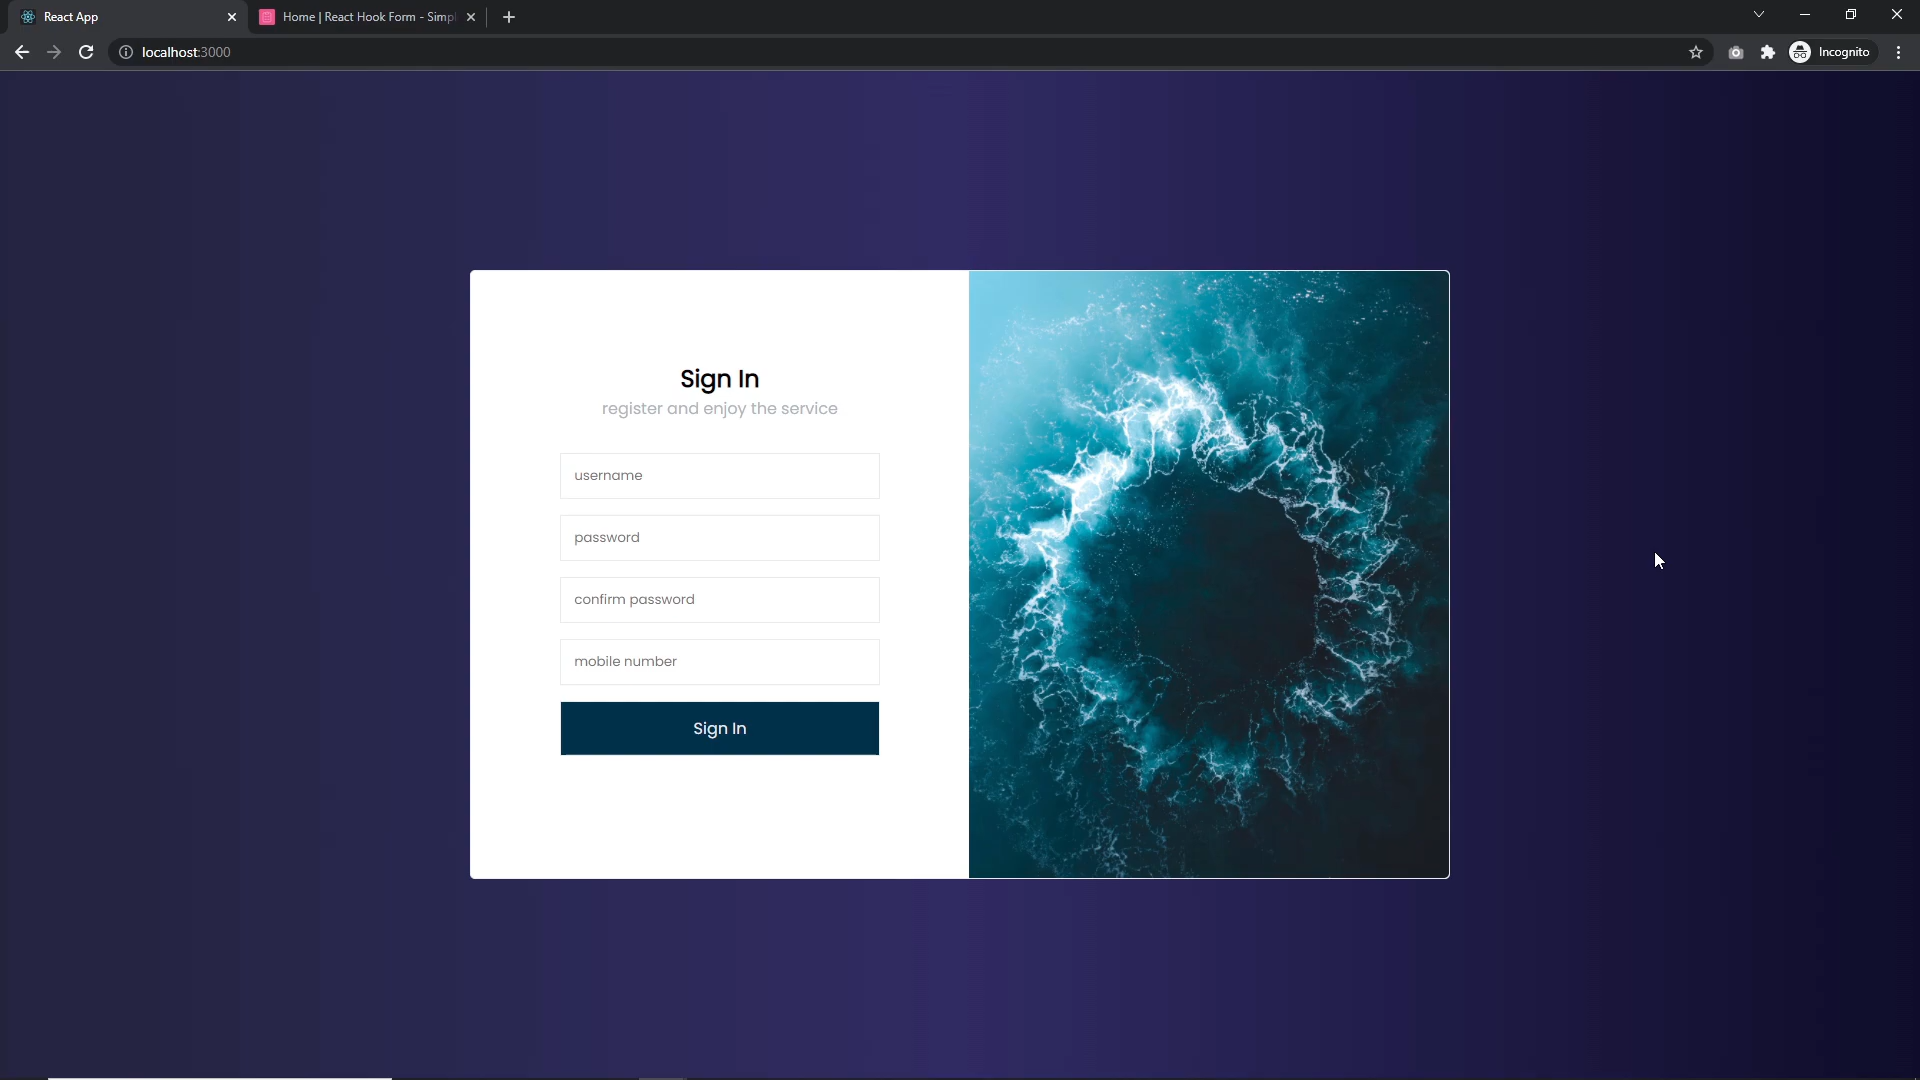 React App
Home | React Hook Form - Simpl
localhost:3000
Incognito
Sign In
register and enjoy the service
username
password
confirm password
mobile number
Sign In